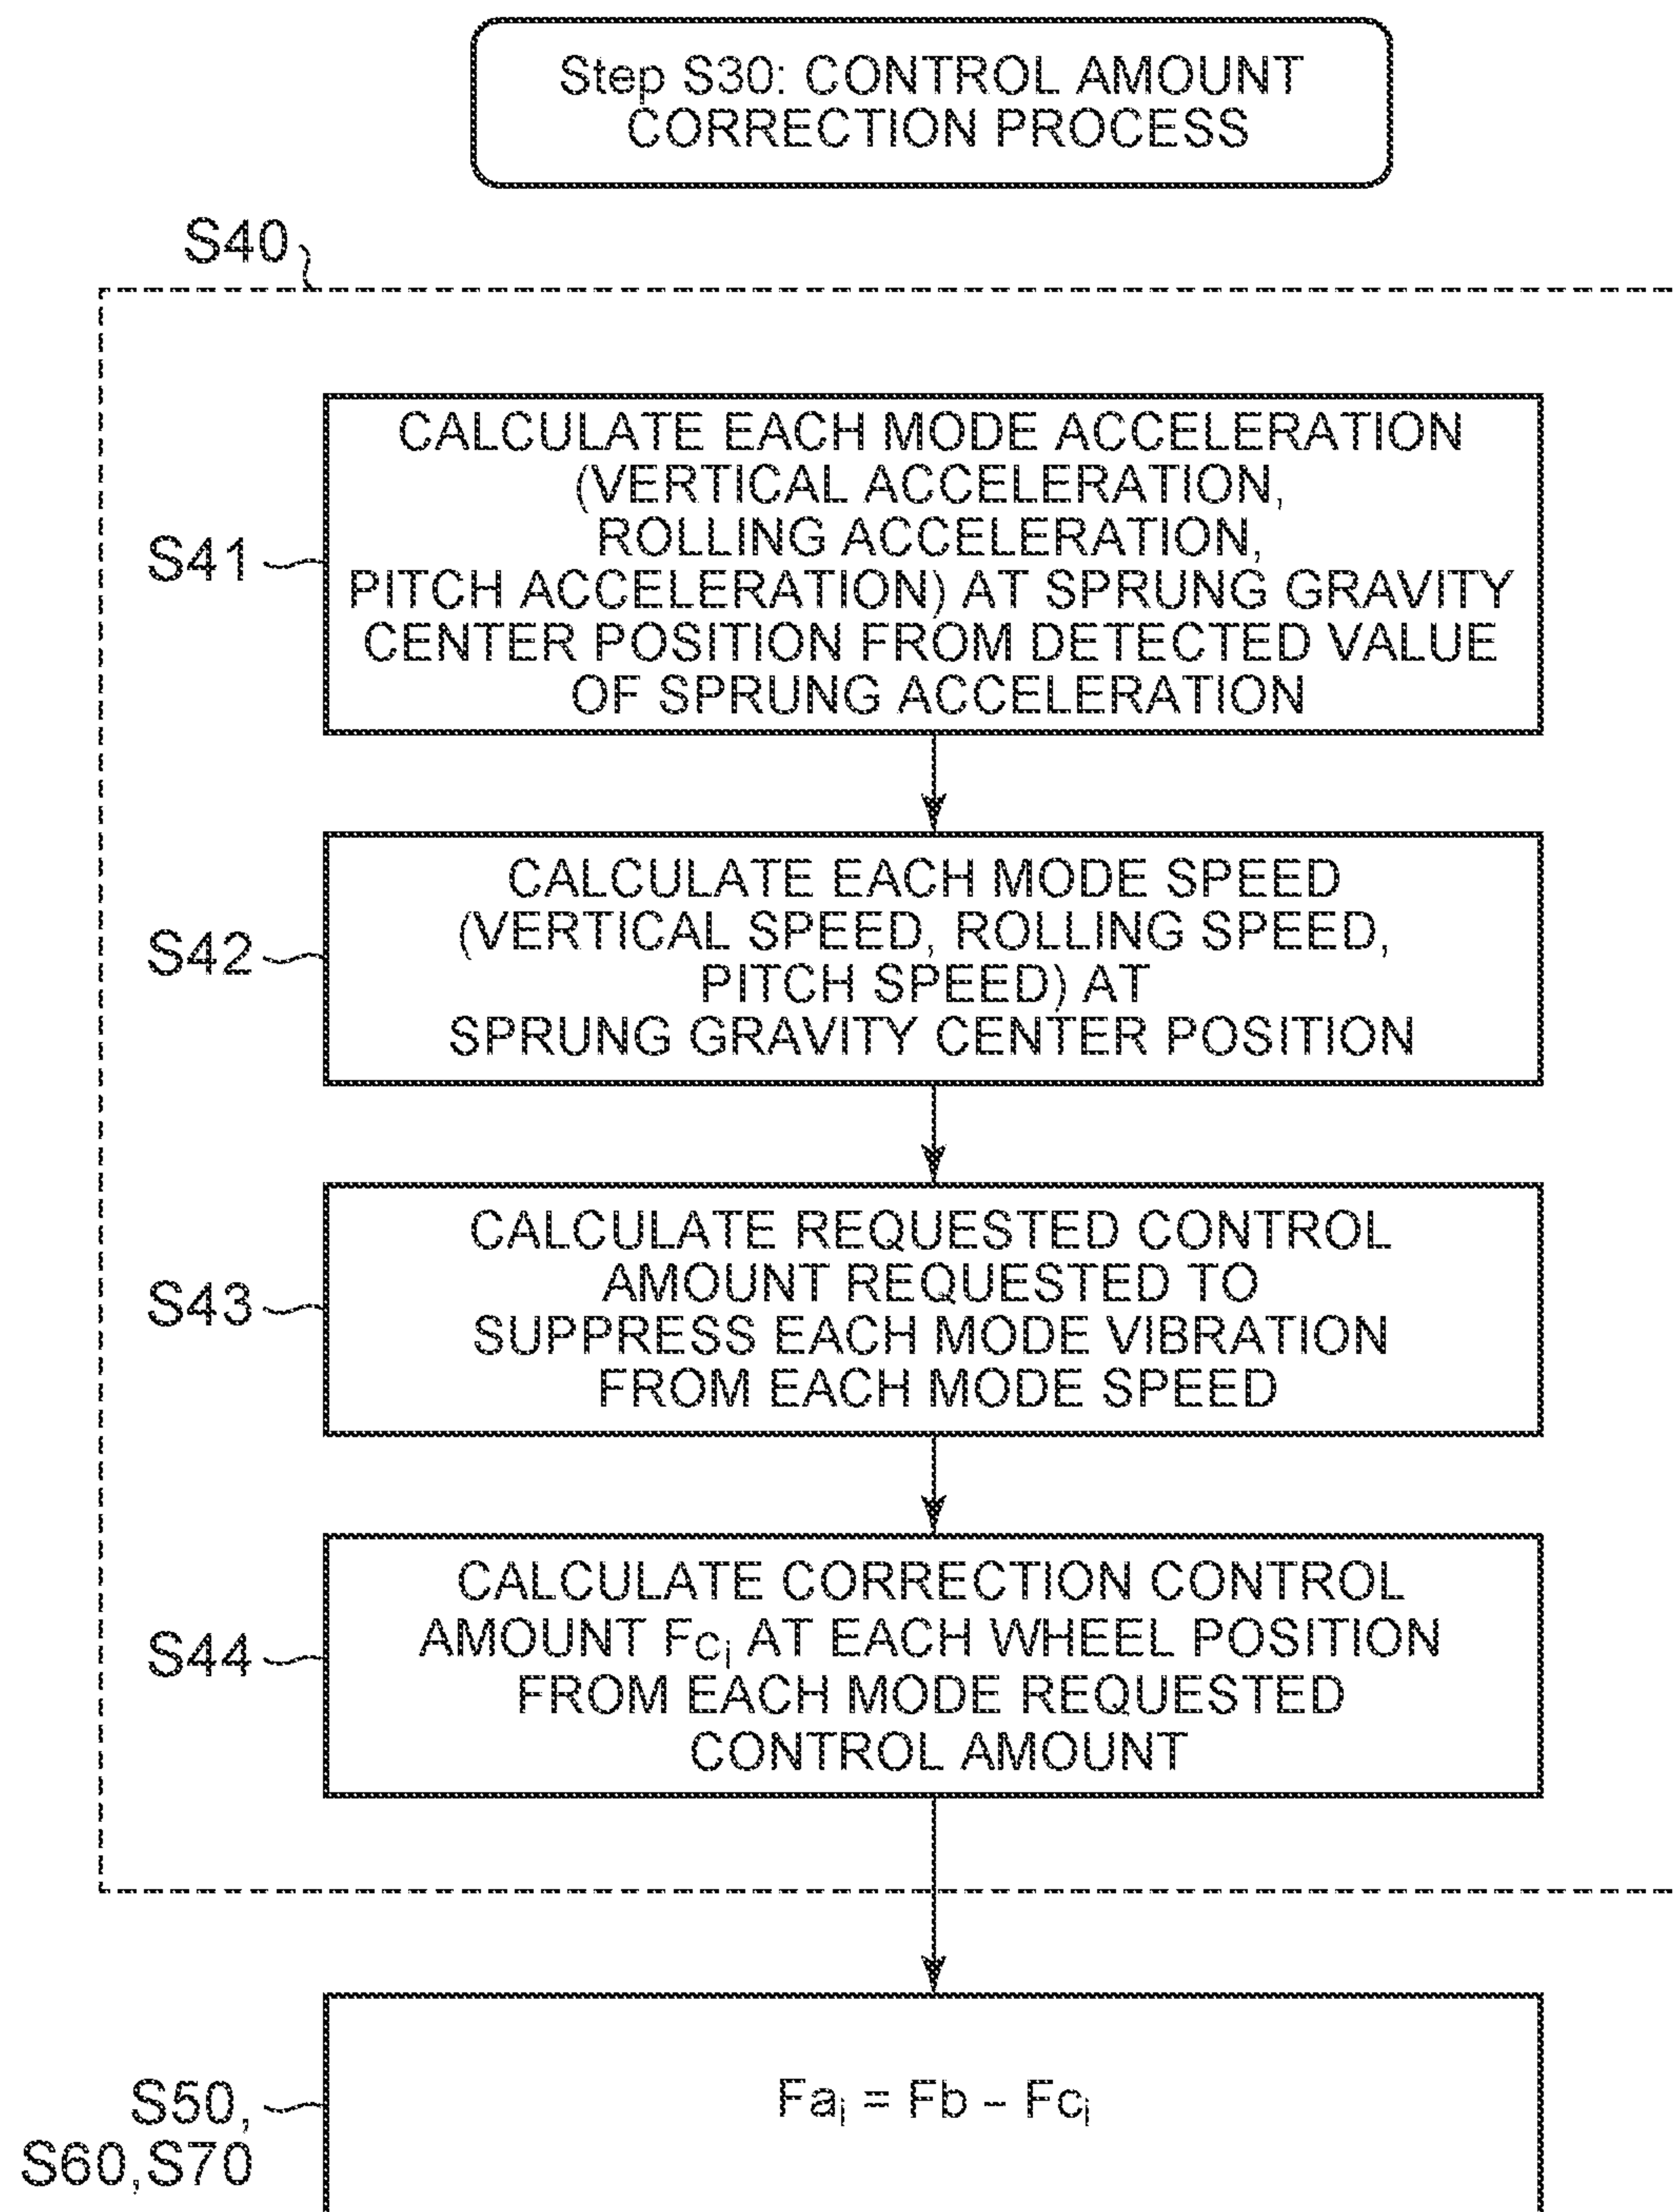 Step S30: CONTROL AMOUNT
CORRECTION PROCESS
S40
S41
CALCULATE EACH MODE ACCELERATION
(VERTICAL ACCELERATION,
ROLLING ACCELERATION,
PITCH ACCELERATION) AT SPRUNG GRAVITY
CENTER POSITION FROM DETECTED VALUE
OF SPRUNG ACCELERATION
S42
CALCULATE EACH MODE SPEED
(VERTICAL SPEED, ROLLING SPEED,
PITCH SPEED) AT
SPRUNG GRAVITY CENTER POSITION
S43
CALCULATE REQUESTED CONTROL
AMOUNT REQUESTED TO
SUPPRESS EACH MODE VIBRATION
FROM EACH MODE SPEED
S44
CALCULATE CORRECTION CONTROL
AMOUNT Fci AT EACH WHEEL POSITION
FROM EACH MODE REQUESTED
CONTROL AMOUNT
S50,
S60,S70
Fai = Fb – Fci